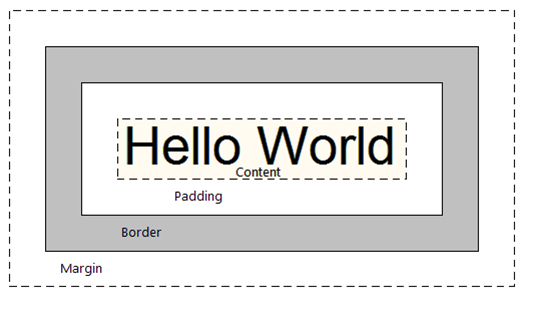 Hello World
Content
Padding
Border
Margin